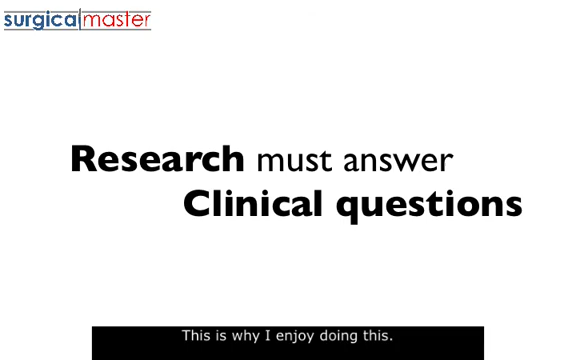 surgicalmaster
Research must answer
Clinical questions
This is why I enjoy doing this.